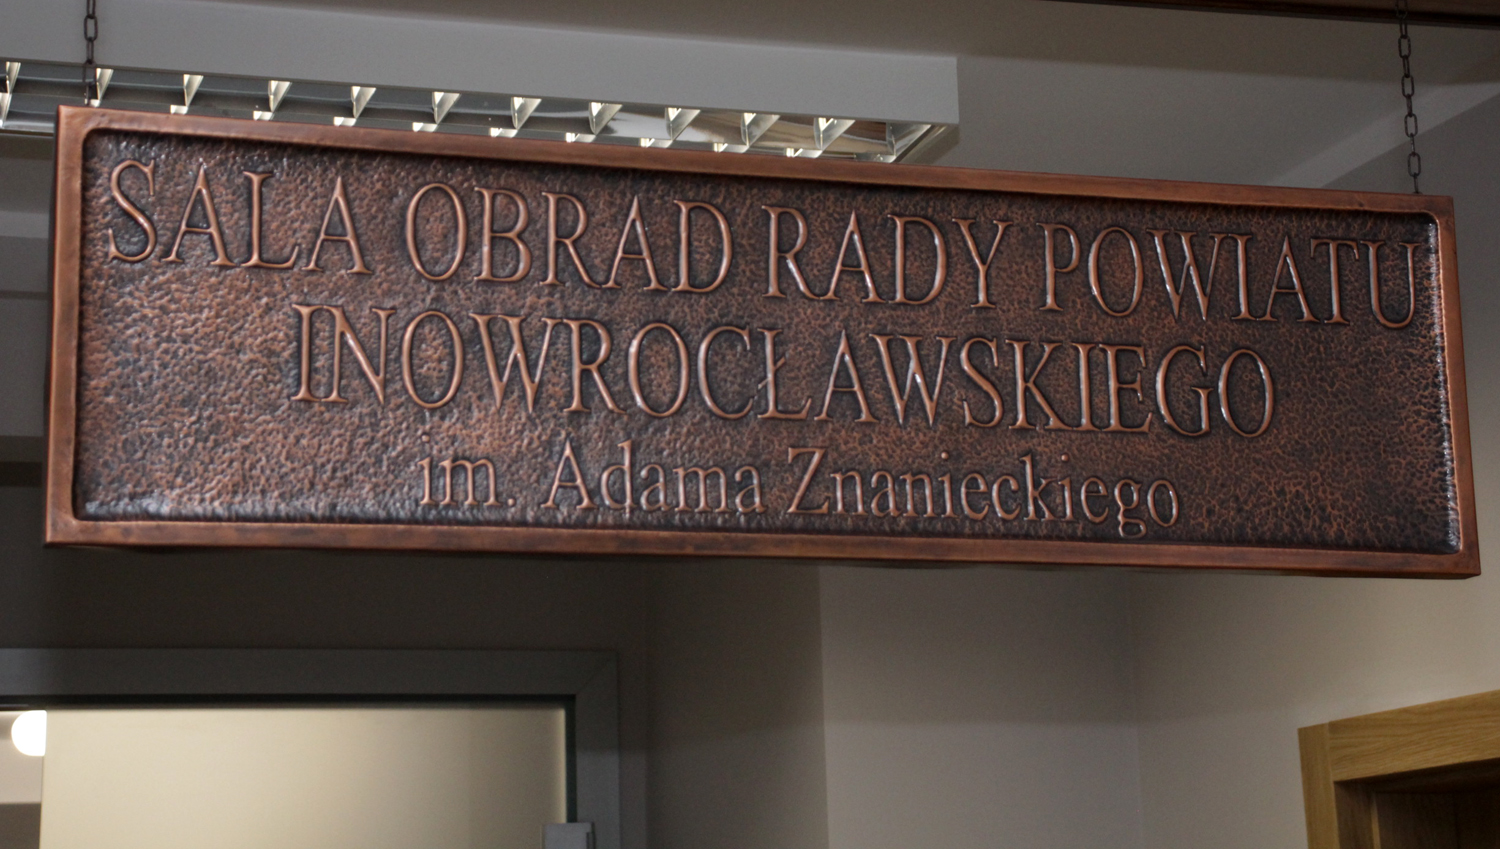 SALA OBRAD RADY POWIATU
INOWROCŁAWSKIEGO
im. Adama Znanieckiego